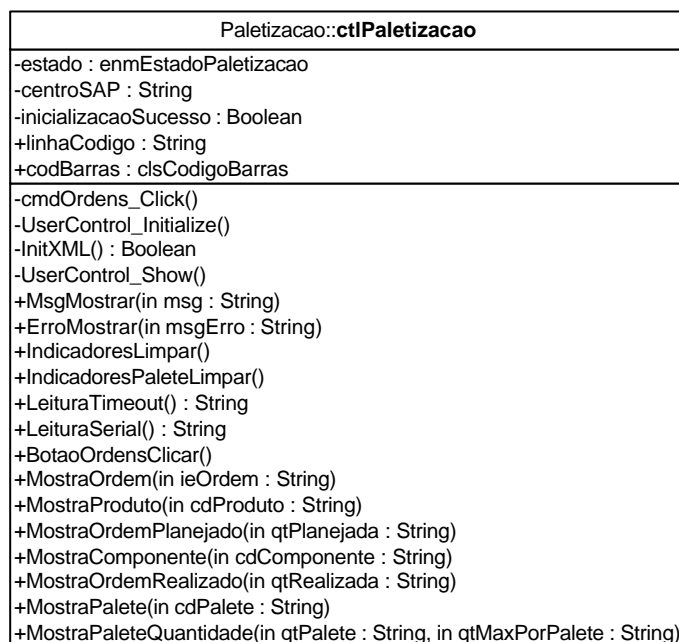 Paletizacao::ctlPaletizacao
-estado : enmEstadoPaletizacao
-centroSAP : String
-inicializacaoSucesso : Boolean
+linhaCodigo : String
+codBarras : clsCodigoBarras
-cmdOrdens_Click()
-UserControl_Initialize()
-InitXML() : Boolean
-UserControl_Show()
+MsgMostrar(in msg : String)
+ErroMostrar(in msgErro : String)
+IndicadoresLimpar()
+IndicadoresPaleteLimpar()
+LeituraTimeout() : String
+LeituraSerial() : String
+BotaoOrdensClicar()
+MostraOrdem(in ieOrdem : String)
+MostraProduto(in cdProduto : String)
+MostraOrdemPlanejado(in qtPlanejada : String)
+MostraComponente(in cdComponente : String)
+MostraOrdemRealizado(in qtRealizada : String)
+MostraPalete(in cdPalete : String)
+MostraPaleteQuantidade(in qtPalete : String, in qtMaxPorPalete : String)